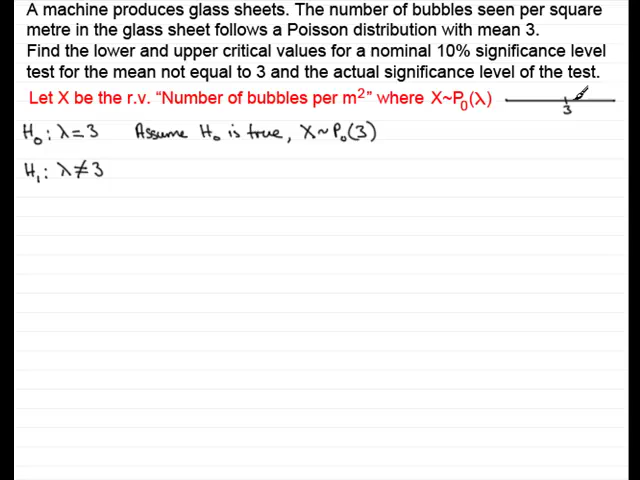 A machine produces glass sheets. The number of bubbles seen per square
metre in the glass sheet follows a Poisson distribution with mean 3.
Find the lower and upper critical values for a nominal 10% significance level
test for the mean not equal to 3 and the actual significance level of the test.
Let X be the r.v. “Number of bubbles per m²” where X~P₀(λ)
3
H₀: λ=3 Assume H₀ is true, X~P₀(3)
H₁: λ≠3